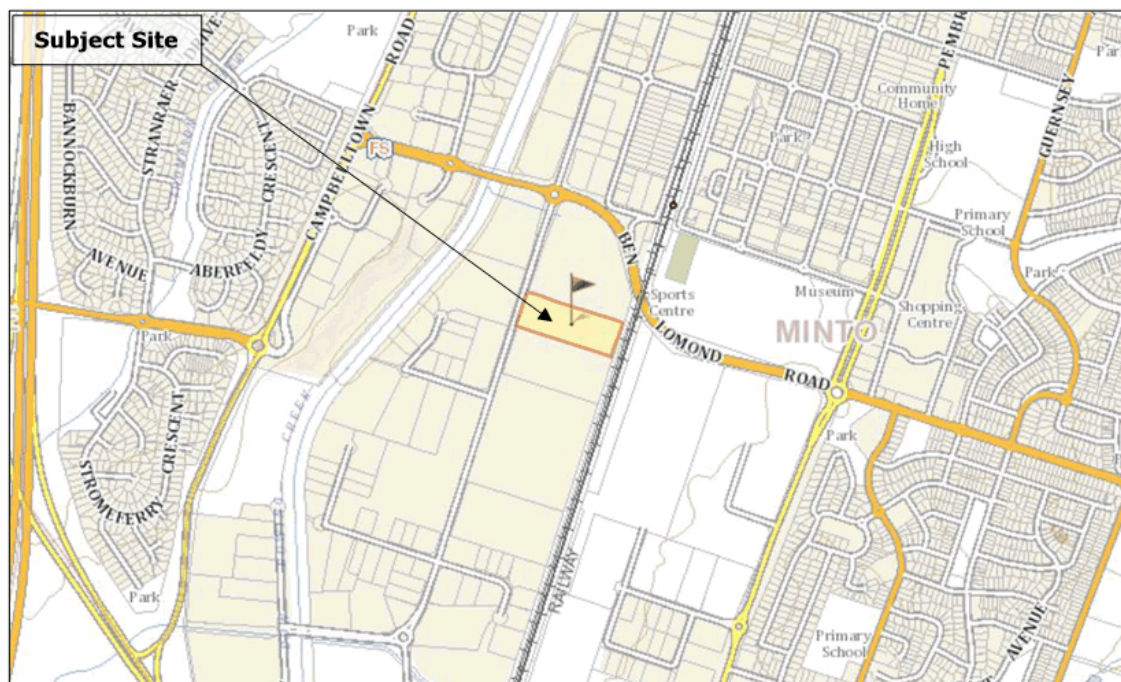 Subject Site
Park
ROAD
CAMPBELLTOWN
BANNOCKBURN
AVENUE
STRANRAER
DRIVE
CRESCENT
ABERFELDY
FS
BEN
LOMOND
ROAD
PEMBR
GUERNSEY
Community
Home
High
School
Park
Par
Primary
School
Park
Sports
Centre
Museum
Shopping
Centre
MINTO
Park
CREEK
CRESCENT
STROMEFERRY
Park
RAILWAY
Park
Primary
School
AVENUE